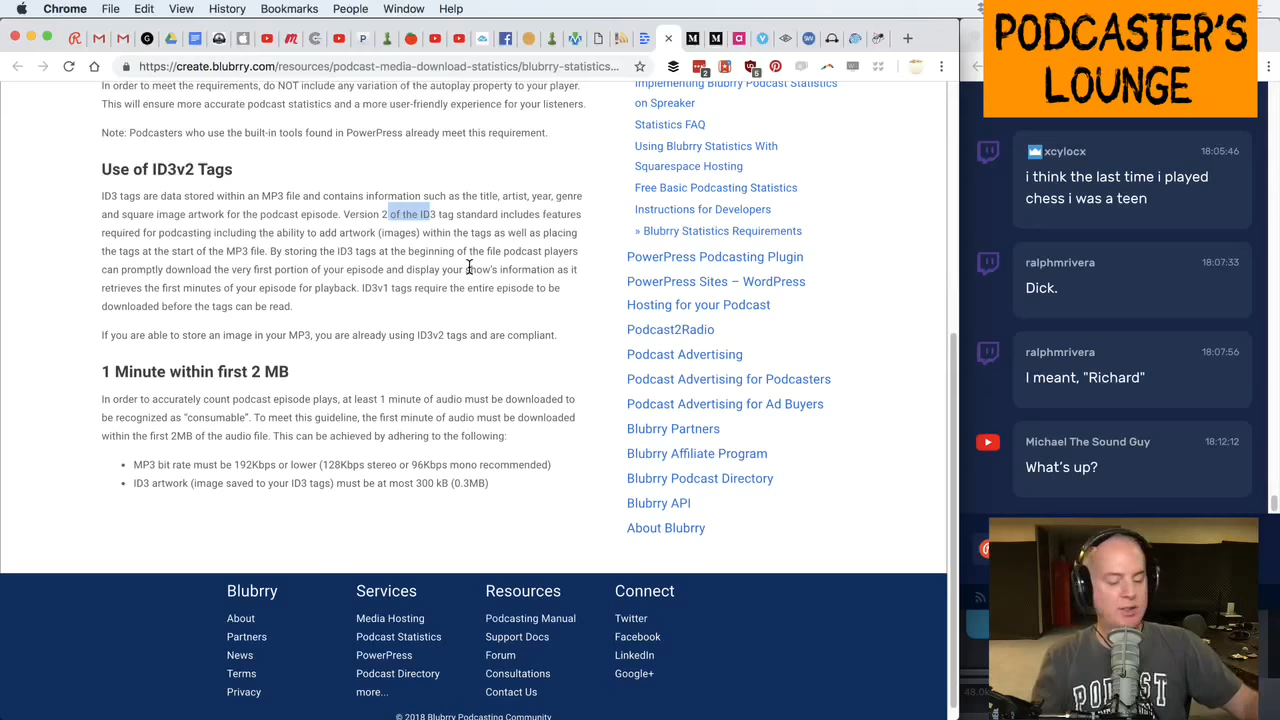 Chrome File Edit View History Bookmarks People Window Help
PODCASTER'S
LOUNGE
https://create.blubrry.com/resources/podcast-media-download-statistics/blubrry-statistics...
In order to meet the requirements, do NOT include any variation of the autoplay property to your player.
This will ensure more accurate podcast statistics and a more user-friendly experience for your listeners.
Note: Podcasters who use the built-in tools found in PowerPress already meet this requirement.
Use of ID3v2 Tags
ID3 tags are data stored within an MP3 file and contains information such as the title, artist, year, genre
and square image artwork for the podcast episode. Version 2 of the ID3 tag standard includes features
required for podcasting including the ability to add artwork (images) within the tags as well as placing
the tags at the start of the MP3 file. By storing the ID3 tags at the beginning of the file podcast players
can promptly download the very first portion of your episode and display your show's information as it
retrieves the first minutes of your episode for playback. ID3v1 tags require the entire episode to be
downloaded before the tags can be read.
If you are able to store an image in your MP3, you are already using ID3v2 tags and are compliant.
1 Minute within first 2 MB
In order to accurately count podcast episode plays, at least 1 minute of audio must be downloaded to
be recognized as “consumable”. To meet this guideline, the first minute of audio must be downloaded
within the first 2MB of the audio file. This can be achieved by adhering to the following:
• MP3 bit rate must be 192Kbps or lower (128Kbps stereo or 96Kbps mono recommended)
• ID3 artwork (image saved to your ID3 tags) must be at most 300 kB (0.3MB)
Implementing Blubrry Podcast Statistics
on Spreaker
Statistics FAQ
Using Blubrry Statistics With
Squarespace Hosting
Free Basic Podcasting Statistics
Instructions for Developers
» Blubrry Statistics Requirements
PowerPress Podcasting Plugin
PowerPress Sites – WordPress
Hosting for your Podcast
Podcast2Radio
Podcast Advertising
Podcast Advertising for Podcasters
Podcast Advertising for Ad Buyers
Blubrry Partners
Blubrry Affiliate Program
Blubrry Podcast Directory
Blubrry API
About Blubrry
Blubrry
About
Partners
News
Terms
Privacy
Services
Media Hosting
Podcast Statistics
PowerPress
Podcast Directory
more...
Resources
Podcasting Manual
Support Docs
Forum
Consultations
Contact Us
Connect
Twitter
Facebook
LinkedIn
Google+
© 2018 Blubrry Podcasting Community
xcylocx 18:05:46
i think the last time i played
chess i was a teen
ralphmrivera 18:07:33
Dick.
ralphmrivera 18:07:56
I meant, "Richard"
Michael The Sound Guy 18:12:12
What's up?
48.0k
PODCAST